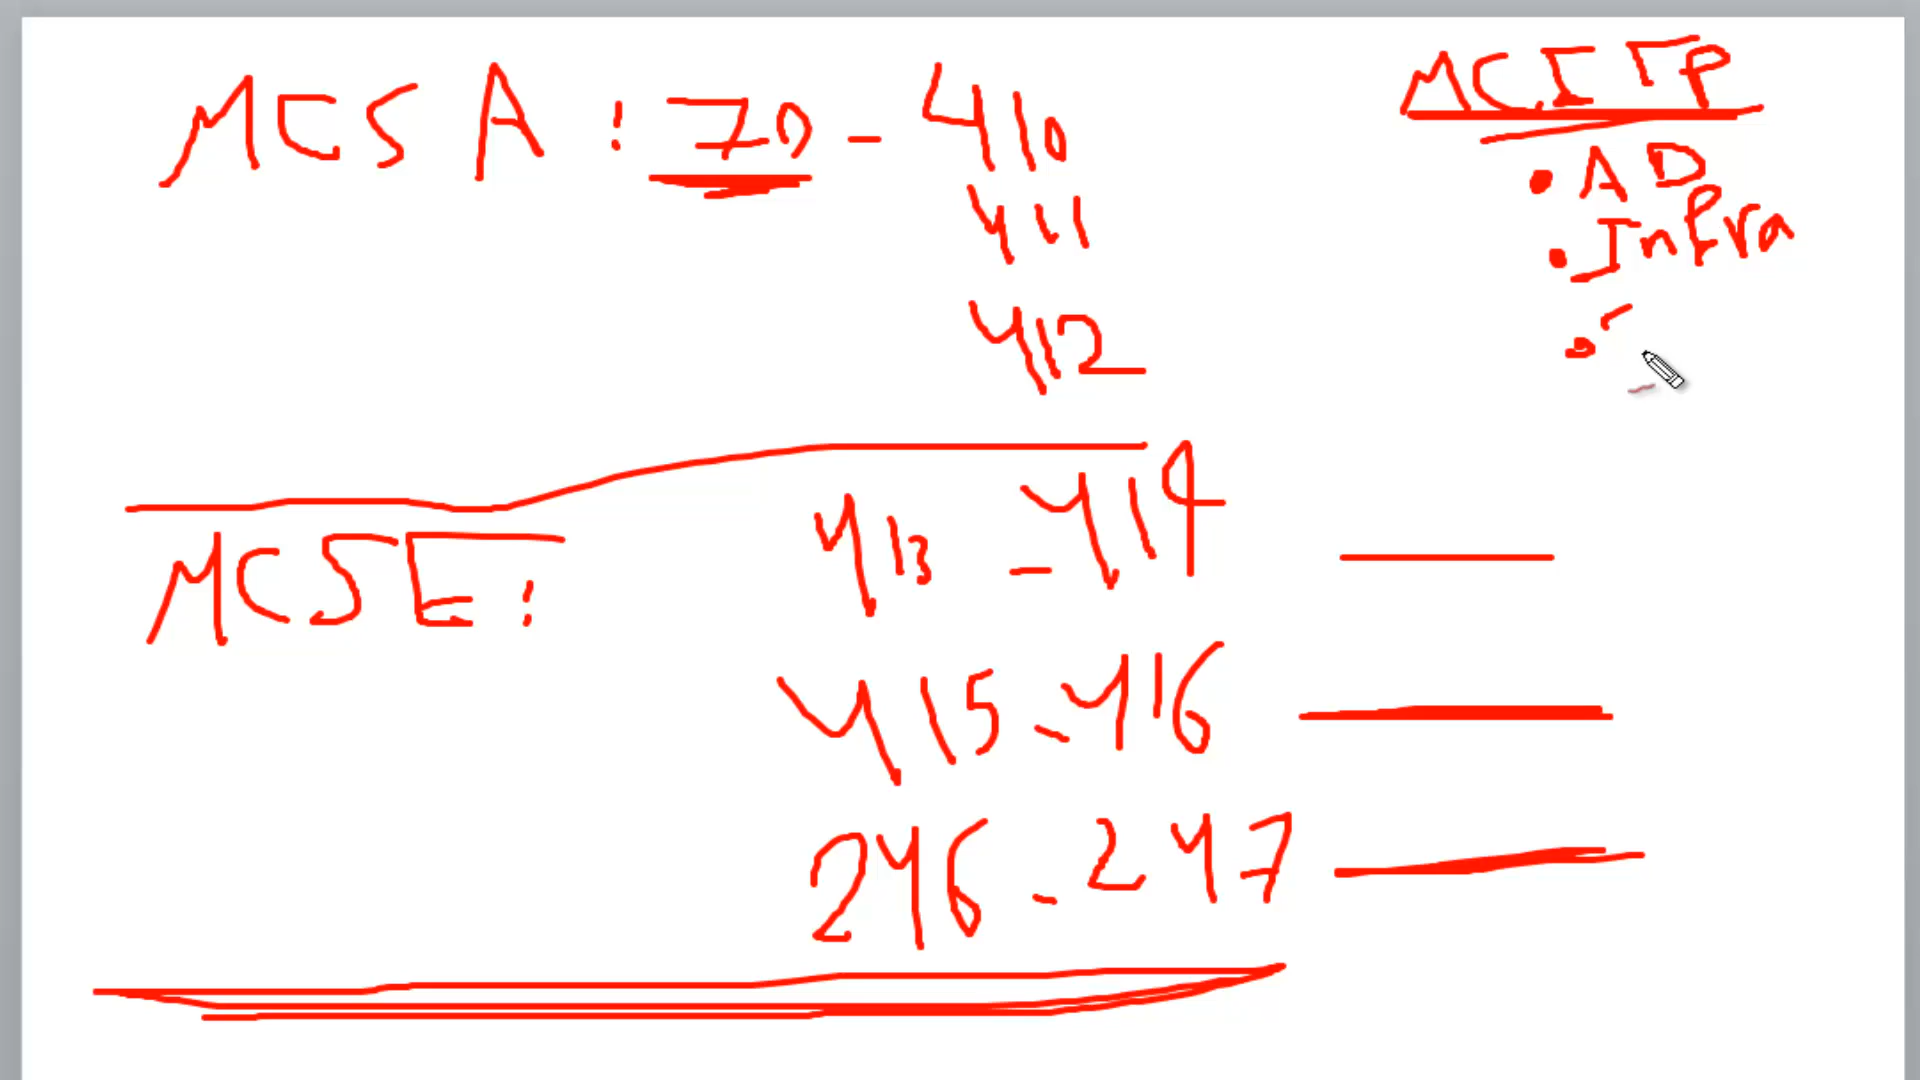 MCSA: 70-410
411
412
MCSE: 413-414
415-416
246-247
MCITP
• AD
• Infra
•